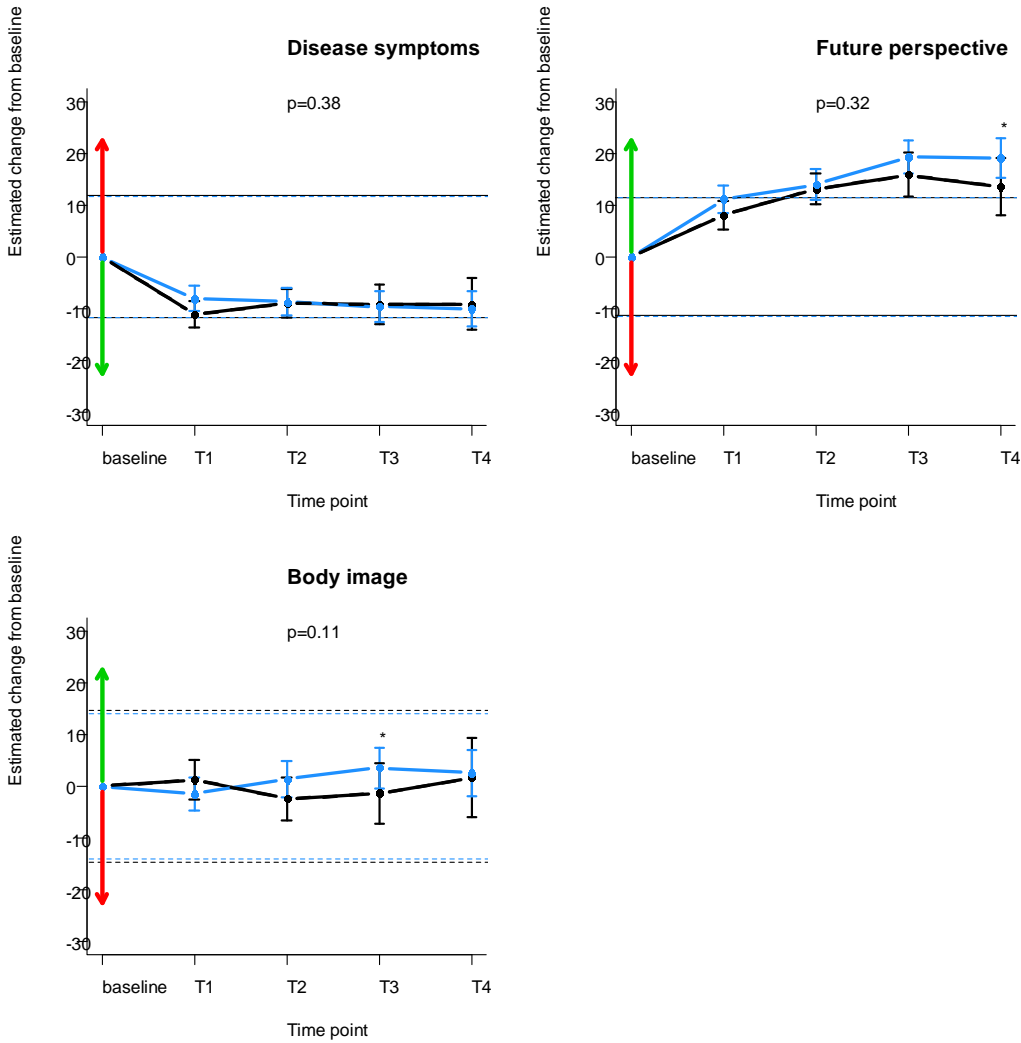 Disease symptoms
p=0.38
Estimated change from baseline
30
20
10
0
-10
-20
-30
baseline T1 T2 T3 T4
Time point
Future perspective
p=0.32
*
Estimated change from baseline
30
20
10
0
-10
-20
-30
baseline T1 T2 T3 T4
Time point
Body image
p=0.11
*
Estimated change from baseline
30
20
10
0
-10
-20
-30
baseline T1 T2 T3 T4
Time point